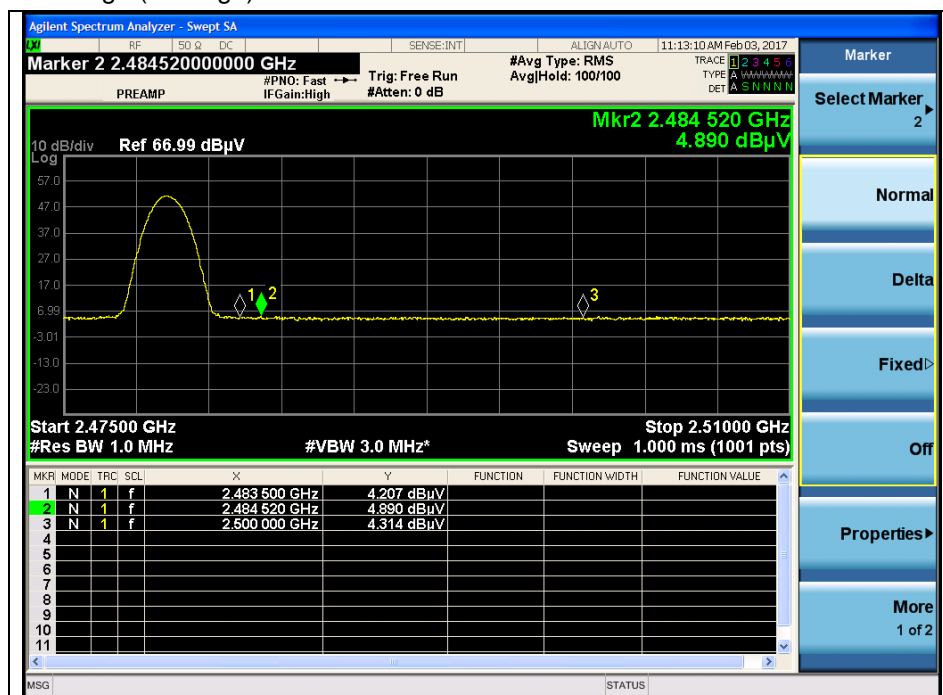 Agilent Spectrum Analyzer - Swept SA
LXI RF 50 Ω DC SENSE:INT ALIGN AUTO 11:13:10 AM Feb 03, 2017
Marker 2 2.484520000000 GHz
PREAMP
#PNO: Fast
IFGain:High
Trig: Free Run
#Atten: 0 dB
#Avg Type: RMS
Avg|Hold: 100/100
TRACE 1 2 3 4 5 6
TYPE A WWWWW
DET A S N N N N
Mkr2 2.484 520 GHz
4.890 dBµV
10 dB/div Ref 66.99 dBµV
Log
57.0
47.0
37.0
27.0
17.0
6.99
-3.01
-13.0
-23.0
1 2 3
Start 2.47500 GHz Stop 2.51000 GHz
#Res BW 1.0 MHz #VBW 3.0 MHz* Sweep 1.000 ms (1001 pts)
MKR MODE TRC SCL X Y FUNCTION FUNCTION WIDTH FUNCTION VALUE
1 N 1 f 2.483 500 GHz 4.207 dBµV
2 N 1 f 2.484 520 GHz 4.890 dBµV
3 N 1 f 2.500 000 GHz 4.314 dBµV
4
5
6
7
8
9
10
11
MSG STATUS
Marker
Select Marker
2
Normal
Delta
Fixed
Off
Properties
More
1 of 2